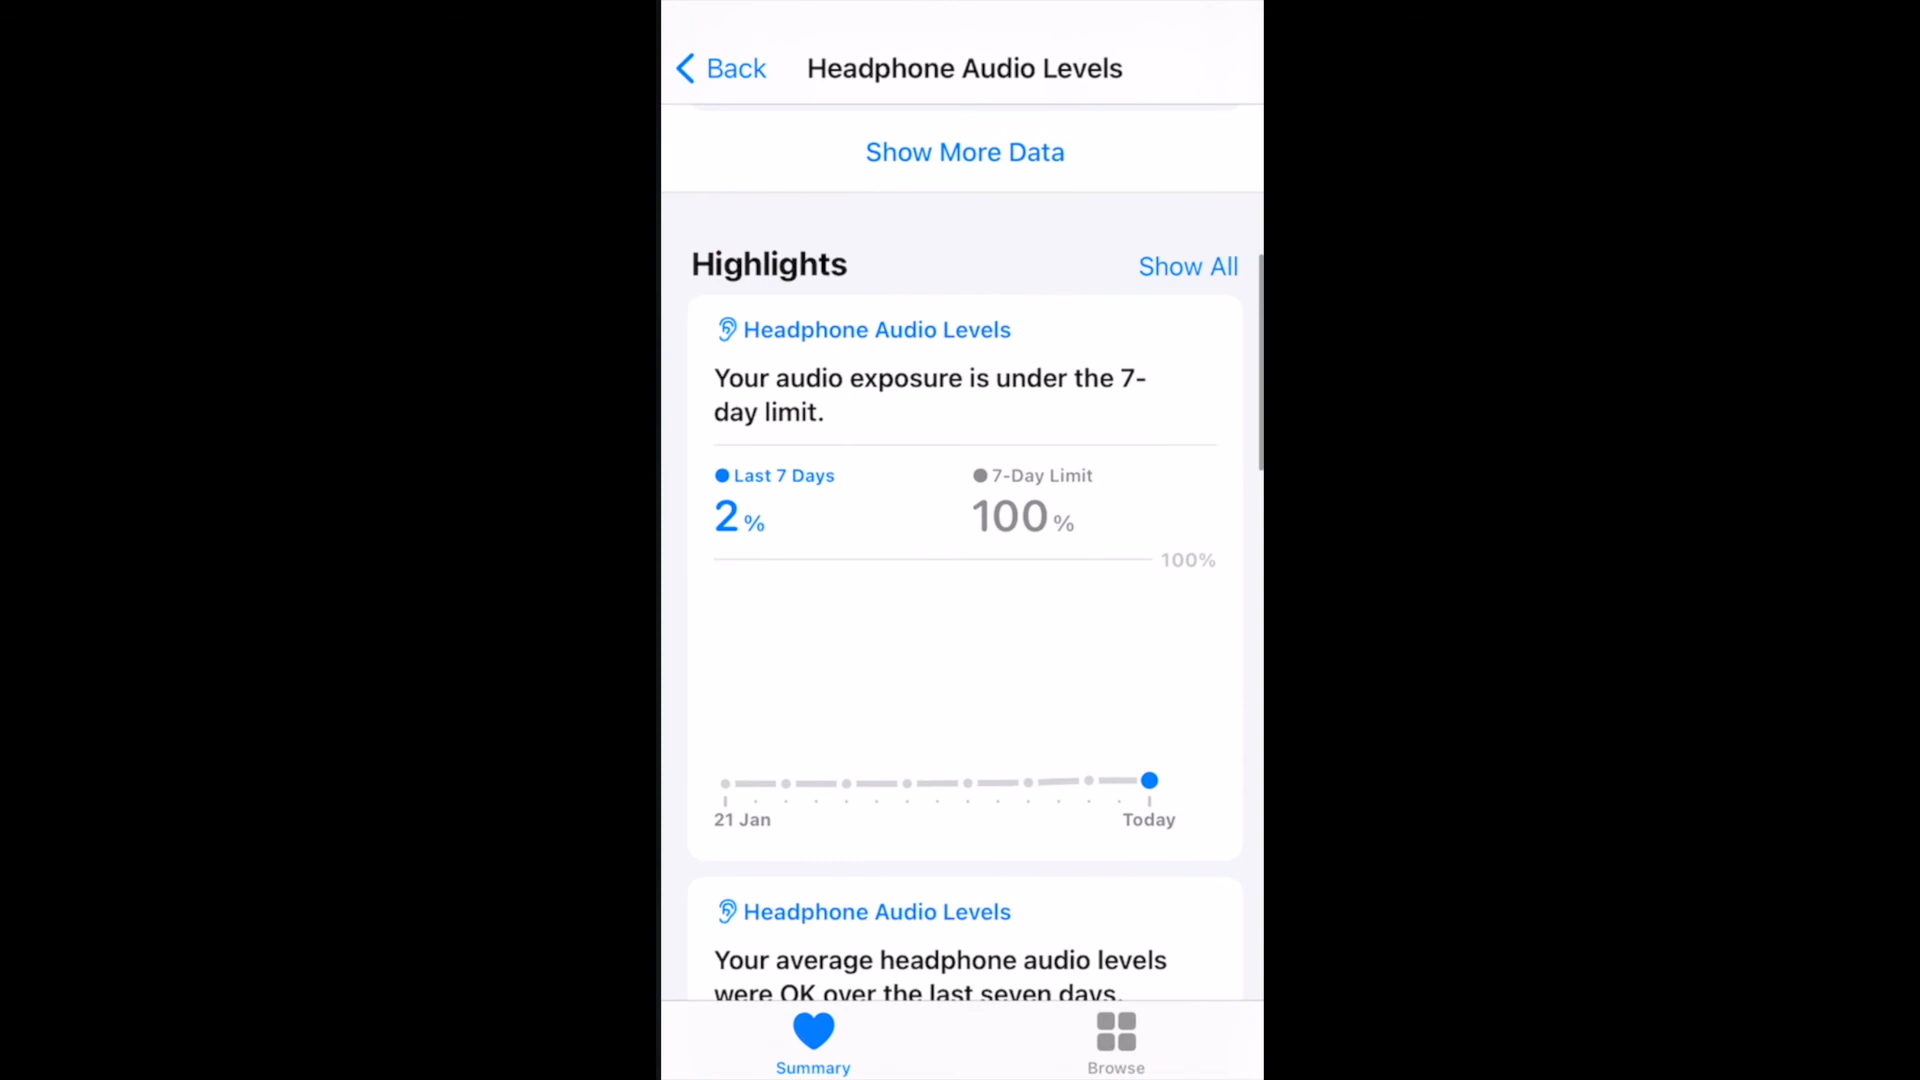 Back
Headphone Audio Levels
Show More Data
Highlights
Show All
Headphone Audio Levels
Your audio exposure is under the 7-
day limit.
Last 7 Days
7-Day Limit
2 %
100 %
100%
21 Jan
Today
Headphone Audio Levels
Your average headphone audio levels
were OK over the last seven days.
Summary
Browse